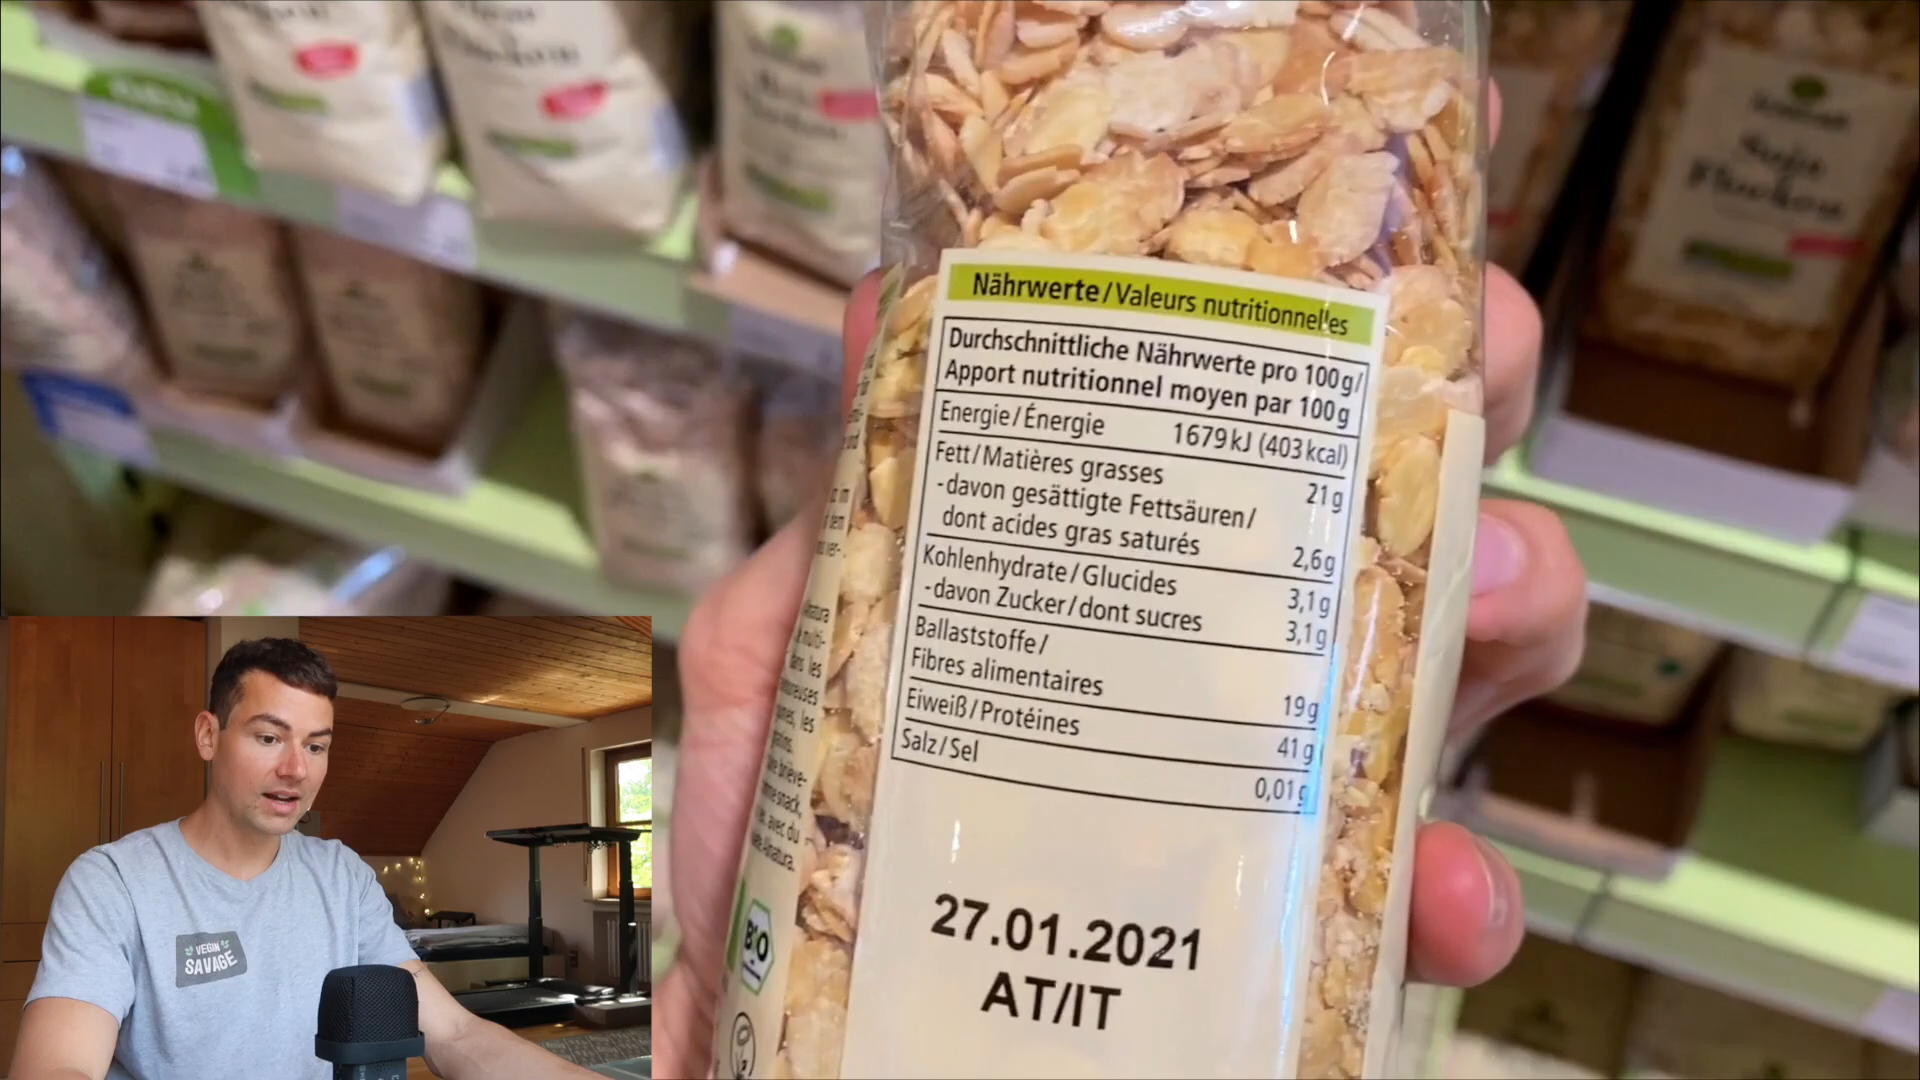 Nährwerte/Valeurs nutritionnelles
Durchschnittliche Nährwerte pro 100g/
Apport nutritionnel moyen par 100g
Energie/Énergie 1679kJ (403kcal)
Fett/Matières grasses 21g
-davon gesättigte Fettsäuren/
dont acides gras saturés 2,6g
Kohlenhydrate/Glucides 3,1g
-davon Zucker/dont sucres 3,1g
Ballaststoffe/
Fibres alimentaires 19g
Eiweiß/Protéines 41g
Salz/Sel 0,01g
27.01.2021
AT/IT
BIO
Soja
Flocken
VEGIN
SAVAGE